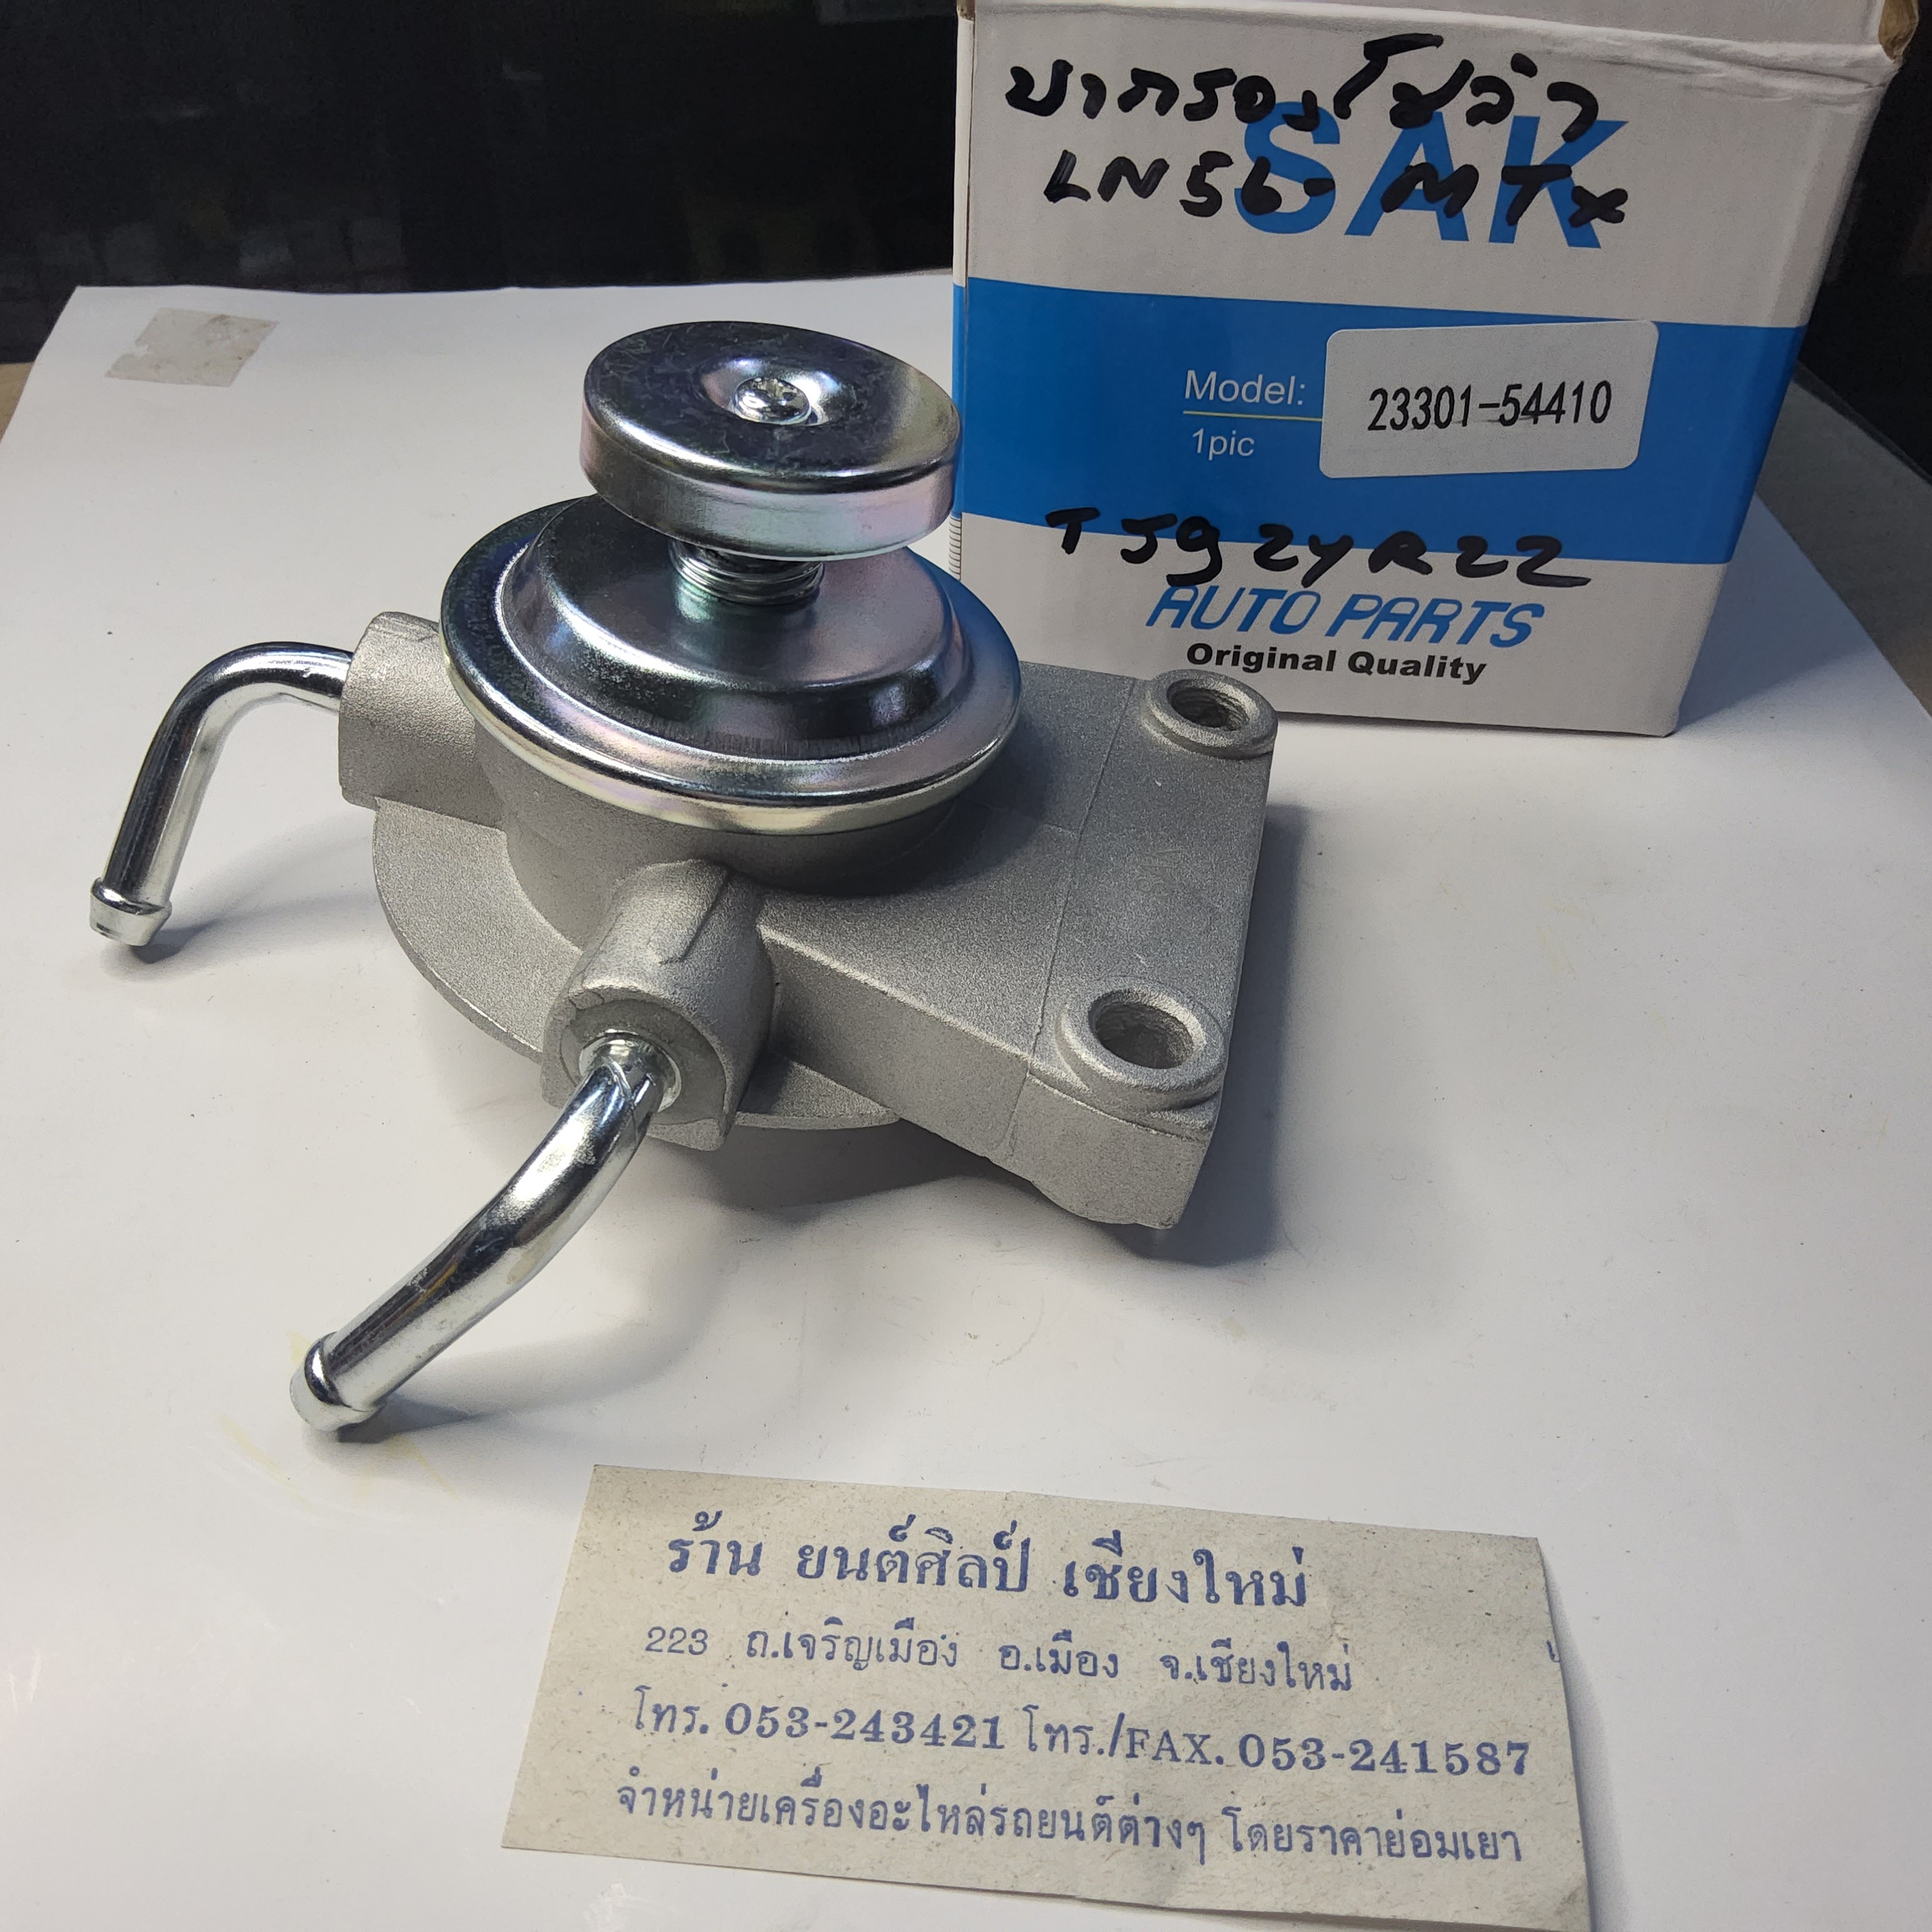 ขากรองโซล่า
LN56- MTX
SAK
Model:
1pic
23301-54410
T592yR22
AUTO PARTS
Original Quality
ร้าน ยนต์ศิลป์ เชียงใหม่
223 ถ.เจริญเมือง อ.เมือง จ.เชียงใหม่
โทร. 053-243421 โทร./FAX. 053-241587
จำหน่ายเครื่องอะไหล่รถยนต์ต่างๆ โดยราคาย่อมเยา